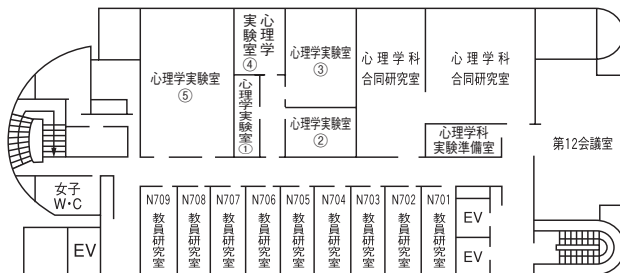 心理学実験室
⑤
心理学実験室
④
心理学実験室
①
心理学実験室
③
心理学実験室
②
心理学科
合同研究室
心理学科
合同研究室
心理学科
実験準備室
第12会議室
女子
W・C
EV
N709
教員研究室
N708
教員研究室
N707
教員研究室
N706
教員研究室
N705
教員研究室
N704
教員研究室
N703
教員研究室
N702
教員研究室
N701
教員研究室
EV
EV